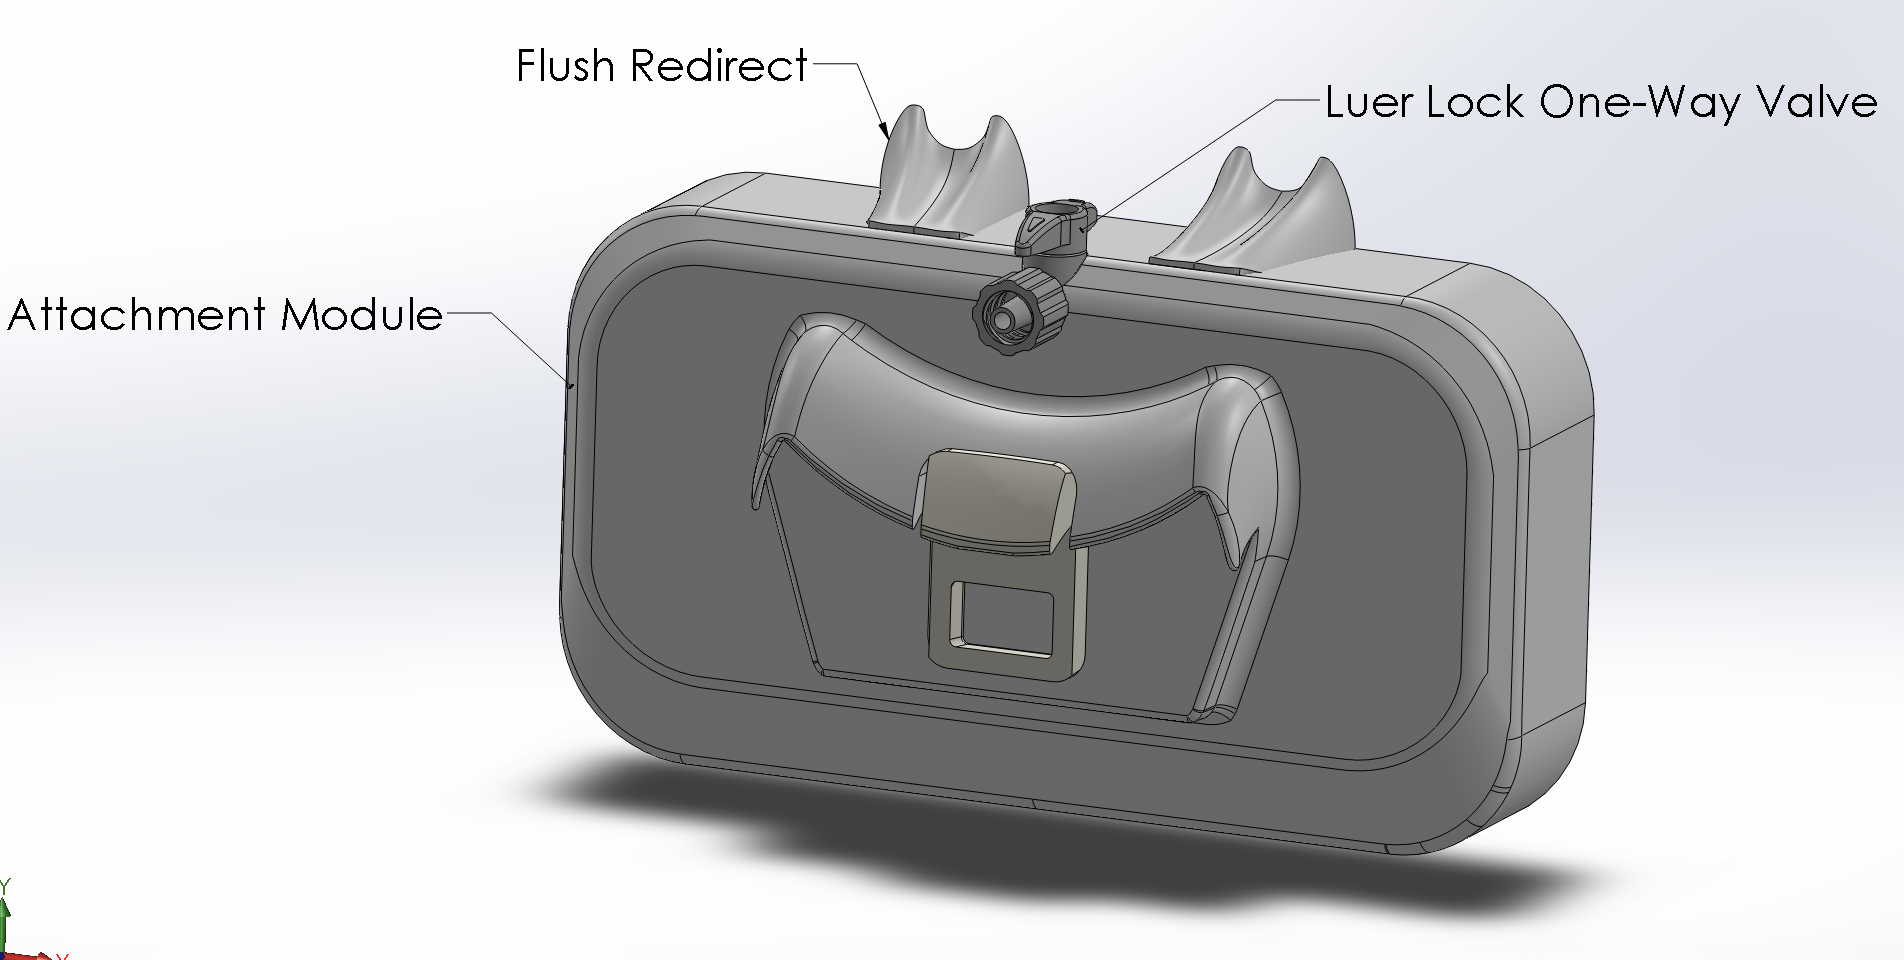 Flush Redirect
Luer Lock One-Way Valve
Attachment Module
Y
X